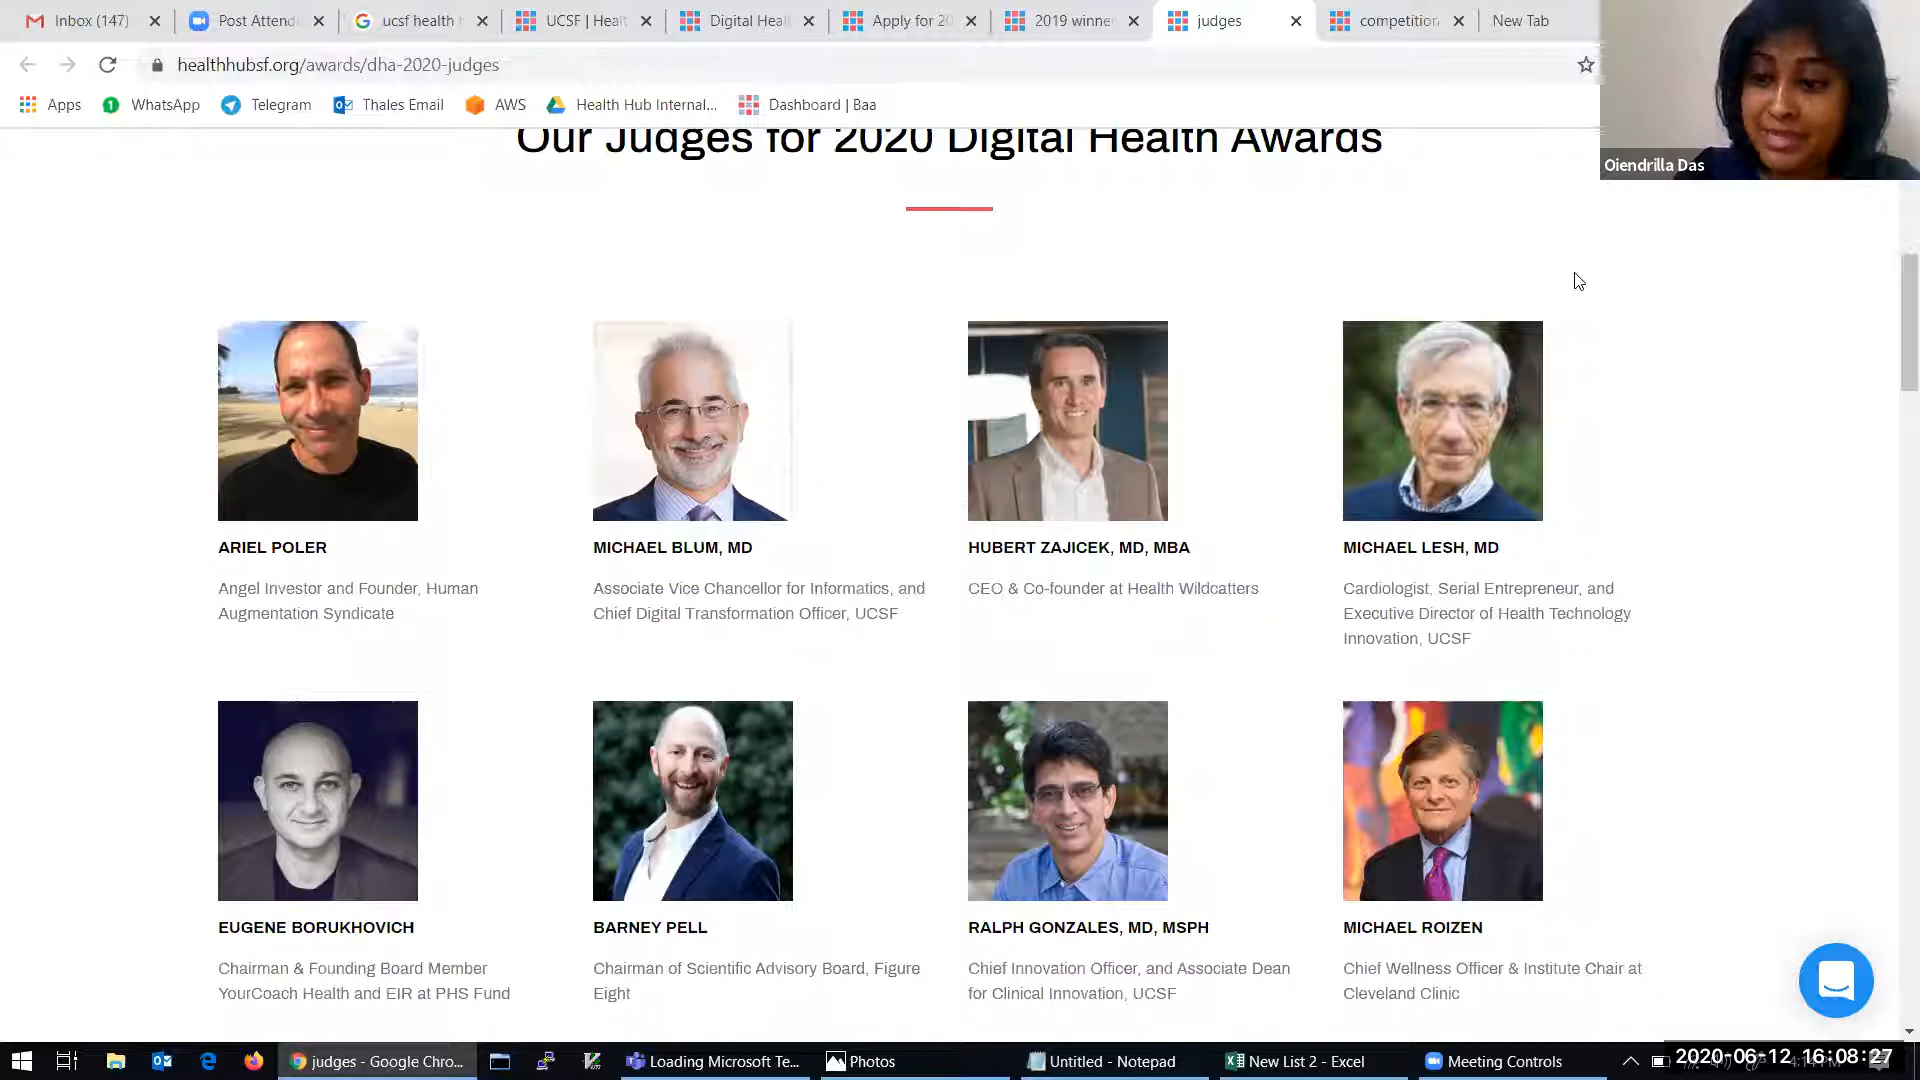 Inbox (147)
Post Attend
ucsf health
UCSF | Healt
Digital Heal
Apply for 20
2019 winne
judges
competition
New Tab
healthhubsf.org/awards/dha-2020-judges
Apps
WhatsApp
Telegram
Thales Email
AWS
Health Hub Internal...
Dashboard | Baa
Oiendrilla Das
Our Judges for 2020 Digital Health Awards
ARIEL POLER
Angel Investor and Founder, Human
Augmentation Syndicate
MICHAEL BLUM, MD
Associate Vice Chancellor for Informatics, and
Chief Digital Transformation Officer, UCSF
HUBERT ZAJICEK, MD, MBA
CEO & Co-founder at Health Wildcatters
MICHAEL LESH, MD
Cardiologist, Serial Entrepreneur, and
Executive Director of Health Technology
Innovation, UCSF
EUGENE BORUKHOVICH
Chairman & Founding Board Member
YourCoach Health and EIR at PHS Fund
BARNEY PELL
Chairman of Scientific Advisory Board, Figure
Eight
RALPH GONZALES, MD, MSPH
Chief Innovation Officer, and Associate Dean
for Clinical Innovation, UCSF
MICHAEL ROIZEN
Chief Wellness Officer & Institute Chair at
Cleveland Clinic
judges - Google Chro...
Loading Microsoft Te...
Photos
Untitled - Notepad
New List 2 - Excel
Meeting Controls
2020-06-12 16:08:27